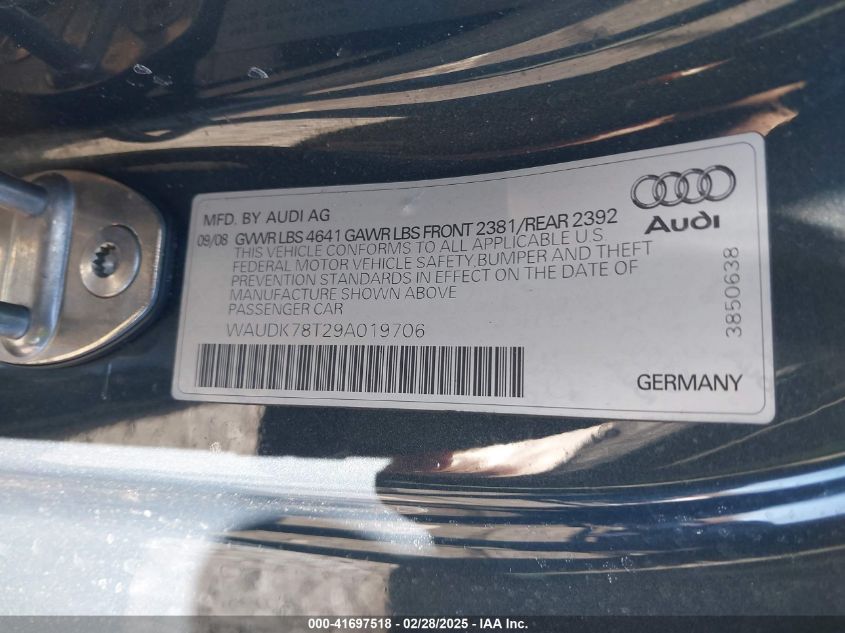 MFD. BY AUDI AG
09/08 GVWR LBS 4641 GAWR LBS FRONT 2381/REAR 2392
THIS VEHICLE CONFORMS TO ALL APPLICABLE U.S
FEDERAL MOTOR VEHICLE SAFETY,BUMPER AND THEFT
PREVENTION STANDARDS IN EFFECT ON THE DATE OF
MANUFACTURE SHOWN ABOVE
PASSENGER CAR
WAUDK78T29A019706
Audi
3850638
GERMANY
000-41697518 - 02/28/2025 - IAA Inc.